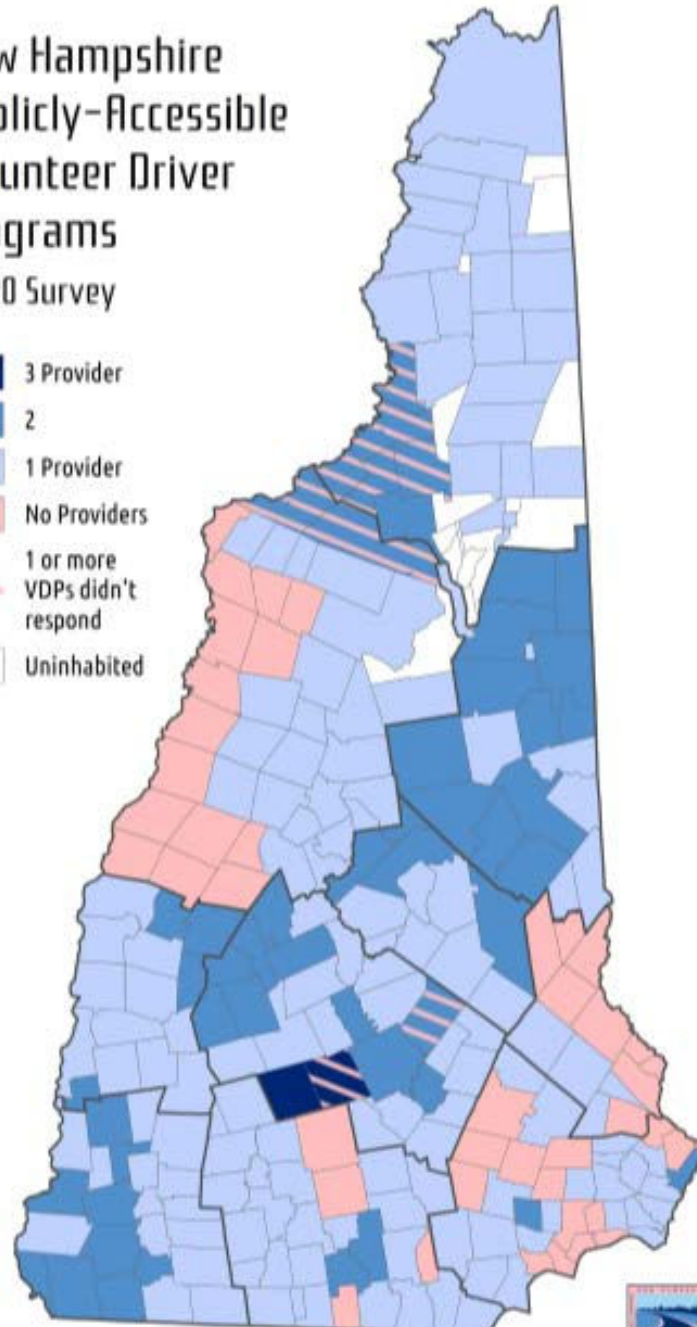 w Hampshire
blicly-Accessible
unteer Driver
grams
0 Survey
3 Provider
2
1 Provider
No Providers
1 or more
VDPs didn't
respond
Uninhabited